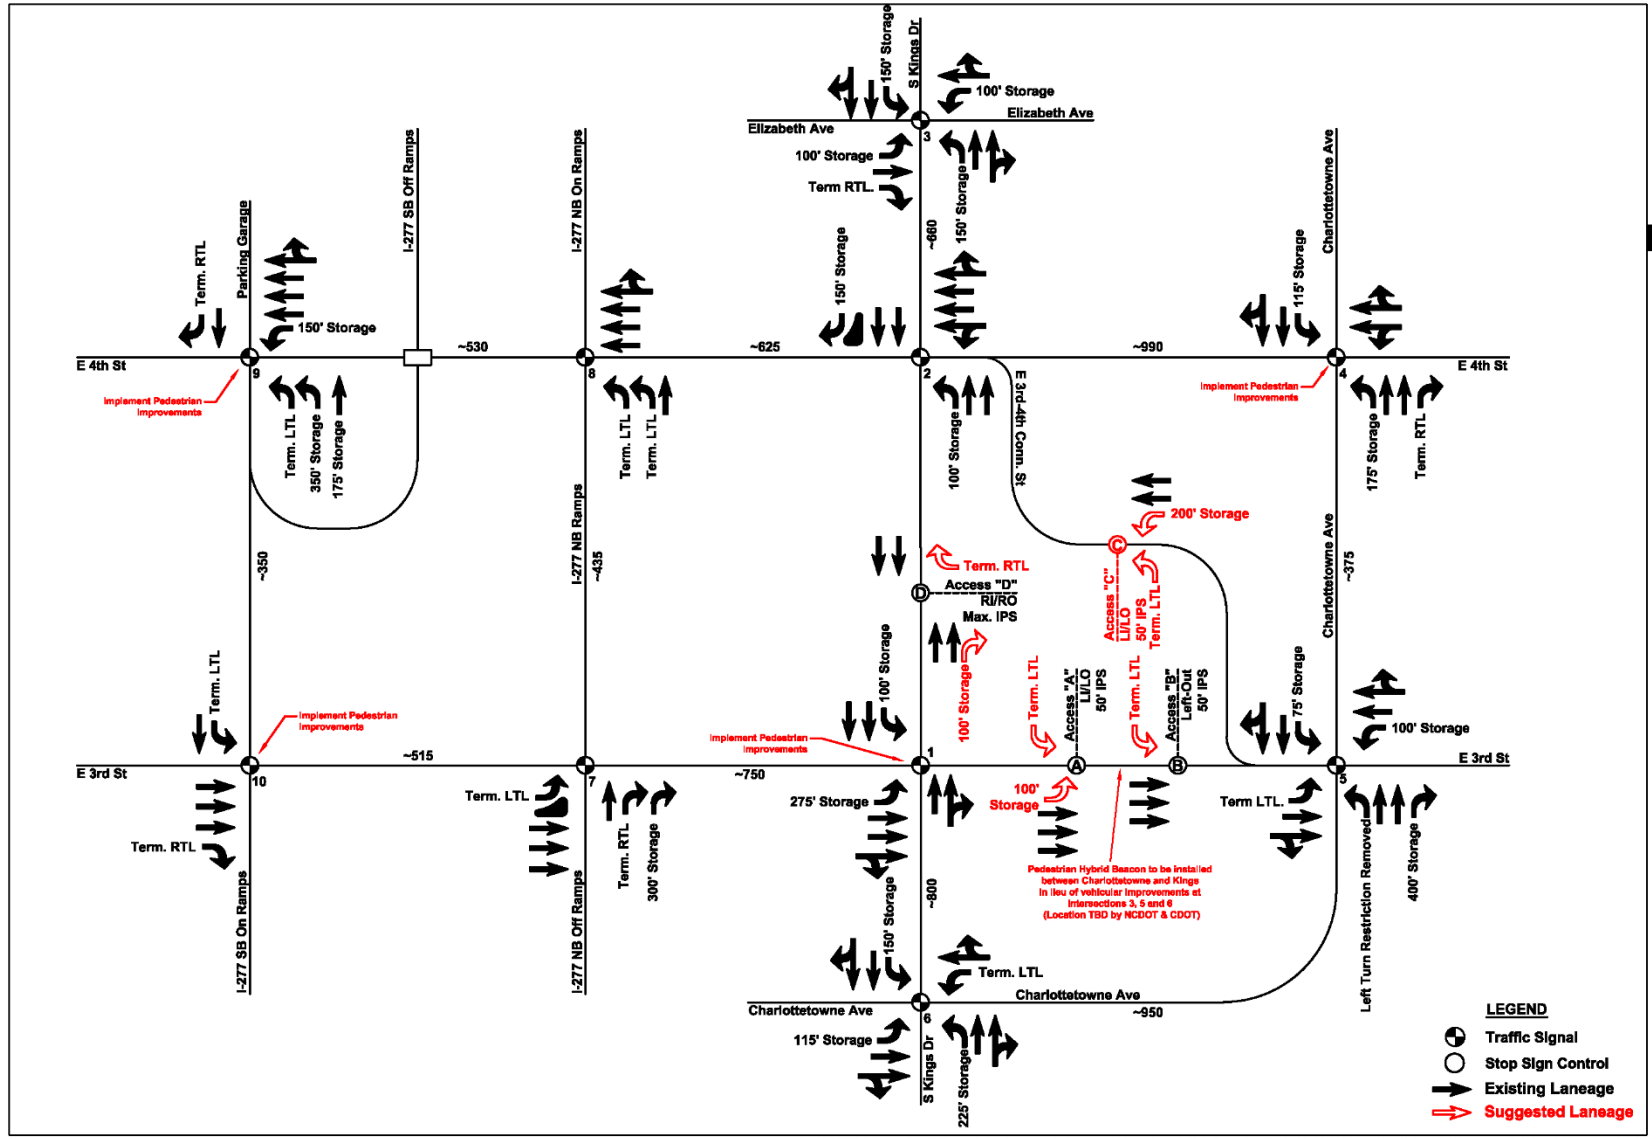 S Kings Dr
150' Storage
100' Storage
Elizabeth Ave
Elizabeth Ave
3
100' Storage
Term RTL.
150' Storage
~660
I-277 SB Off Ramps
I-277 NB On Ramps
Charlottetowne Ave
Parking Garage
Term. RTL
150' Storage
150' Storage
115' Storage
E 4th St
~530
~625
~990
E 4th St
9
8
2
4
Implement Pedestrian
Improvements
Implement Pedestrian
Improvements
Term. LTL
350' Storage
175' Storage
Term. LTL
Term. LTL
100' Storage
E 3rd-4th Conn. St
175' Storage
Term. RTL
200' Storage
C
Access "C"
LI/LO
50' IPS
Term. LTL
Term. RTL
D
Access "D"
RI/RO
Max. IPS
~350
I-277 NB Ramps
~435
Charlottetowne Ave
~375
Term. LTL
100' Storage
100' Storage
Term. LTL
Access "A"
LI/LO
50' IPS
Term. LTL
Access "B"
Left-Out
50' IPS
75' Storage
100' Storage
Implement Pedestrian
Improvements
Implement Pedestrian
Improvements
E 3rd St
~515
~750
E 3rd St
10
7
1
A
B
5
Term. RTL
Term. LTL
Term. RTL
300' Storage
275' Storage
100'
Storage
Term LTL.
Left Turn Restriction Removed
400' Storage
Pedestrian Hybrid Beacon to be installed
between Charlottetowne and Kings
in lieu of vehicular improvements at
intersections 3, 5 and 6
(Location TBD by NCDOT & CDOT)
I-277 SB On Ramps
I-277 NB Off Ramps
~800
150' Storage
Term. LTL
Charlottetowne Ave
Charlottetowne Ave
~950
6
115' Storage
S Kings Dr
225' Storage
LEGEND
Traffic Signal
Stop Sign Control
Existing Laneage
Suggested Laneage